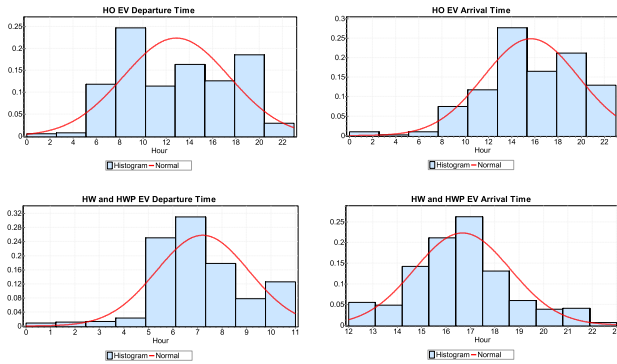 HO EV Departure Time
0.25
0.2
0.15
0.1
0.05
0
0 2 4 6 8 10 12 14 16 18 20 22
Hour
Histogram Normal
HO EV Arrival Time
0.3
0.25
0.2
0.15
0.1
0.05
0
0 2 4 6 8 10 12 14 16 18 20 22
Hour
Histogram Normal
HW and HWP EV Departure Time
0.32
0.28
0.24
0.2
0.16
0.12
0.08
0.04
0
0 1 2 3 4 5 6 7 8 9 10 11
Hour
Histogram Normal
HW and HWP EV Arrival Time
0.25
0.2
0.15
0.1
0.05
0
12 13 14 15 16 17 18 19 20 21 22
Hour
Histogram Normal